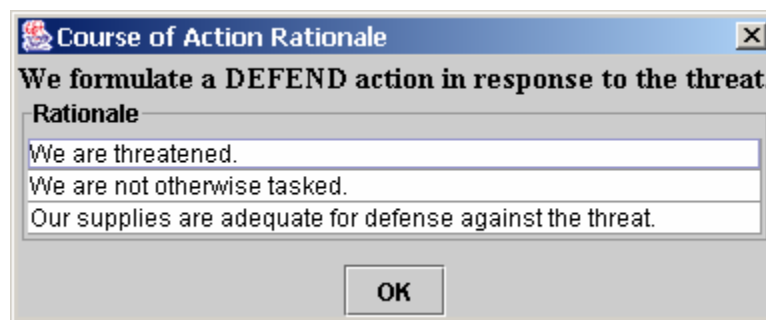 Course of Action Rationale
We formulate a DEFEND action in response to the threat.
Rationale
We are threatened.
We are not otherwise tasked.
Our supplies are adequate for defense against the threat.
OK